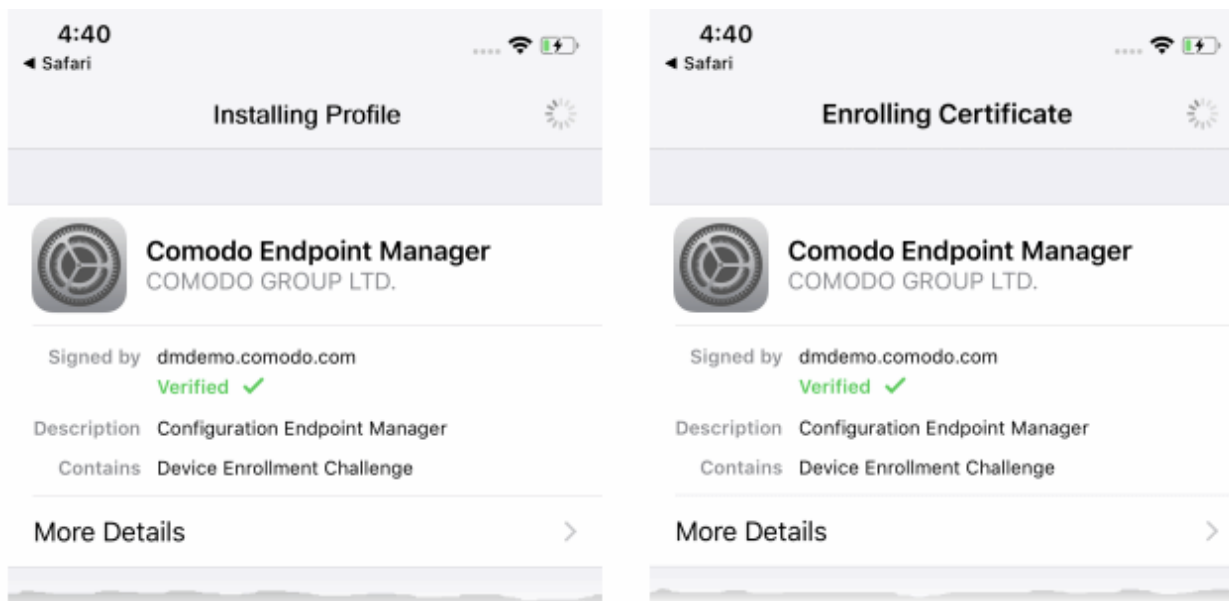 4:40
◄ Safari
Installing Profile
Comodo Endpoint Manager
COMODO GROUP LTD.
Signed by dmdemo.comodo.com
Verified ✓
Description Configuration Endpoint Manager
Contains Device Enrollment Challenge
More Details
4:40
◄ Safari
Enrolling Certificate
Comodo Endpoint Manager
COMODO GROUP LTD.
Signed by dmdemo.comodo.com
Verified ✓
Description Configuration Endpoint Manager
Contains Device Enrollment Challenge
More Details